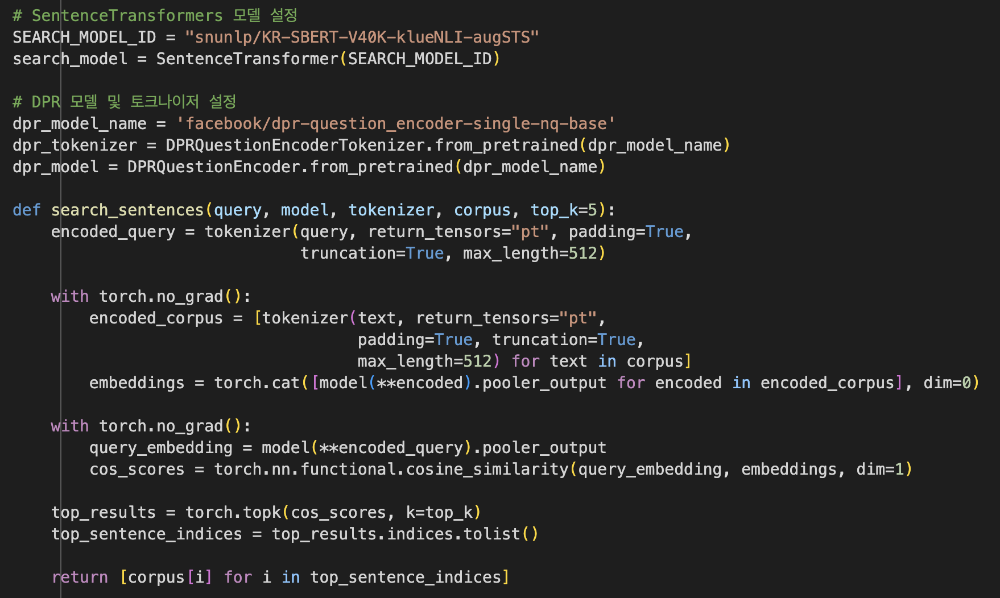 # SentenceTransformers 모델 설정
SEARCH_MODEL_ID = "snunlp/KR-SBERT-V40K-klueNLI-augSTS"
search_model = SentenceTransformer(SEARCH_MODEL_ID)

# DPR 모델 및 토크나이저 설정
dpr_model_name = 'facebook/dpr-question_encoder-single-nq-base'
dpr_tokenizer = DPRQuestionEncoderTokenizer.from_pretrained(dpr_model_name)
dpr_model = DPRQuestionEncoder.from_pretrained(dpr_model_name)

def search_sentences(query, model, tokenizer, corpus, top_k=5):
    encoded_query = tokenizer(query, return_tensors="pt", padding=True,
                              truncation=True, max_length=512)

    with torch.no_grad():
        encoded_corpus = [tokenizer(text, return_tensors="pt",
                                    padding=True, truncation=True,
                                    max_length=512) for text in corpus]
        embeddings = torch.cat([model(**encoded).pooler_output for encoded in encoded_corpus], dim=0)

    with torch.no_grad():
        query_embedding = model(**encoded_query).pooler_output
        cos_scores = torch.nn.functional.cosine_similarity(query_embedding, embeddings, dim=1)

    top_results = torch.topk(cos_scores, k=top_k)
    top_sentence_indices = top_results.indices.tolist()

    return [corpus[i] for i in top_sentence_indices]